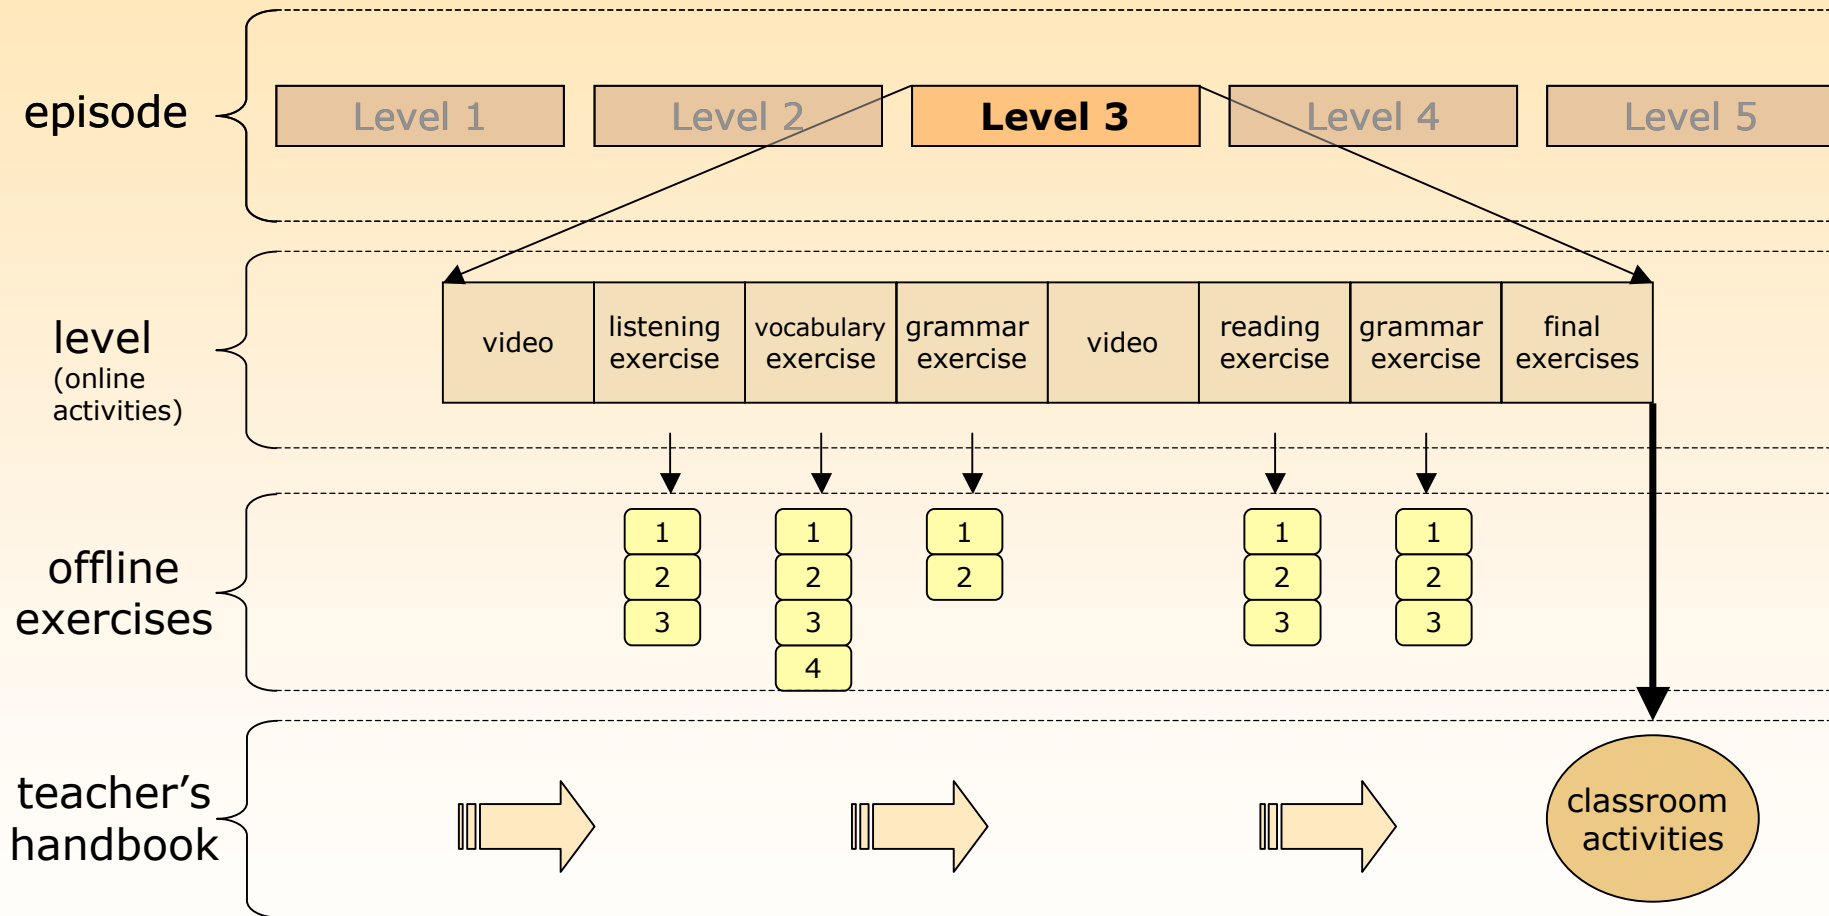 episode
Level 1
Level 2
Level 3
Level 4
Level 5
level
(online
activities)
video
listening
exercise
vocabulary
exercise
grammar
exercise
video
reading
exercise
grammar
exercise
final
exercises
offline
exercises
1
2
3
1
2
3
4
1
2
1
2
3
1
2
3
teacher’s
handbook
classroom
activities